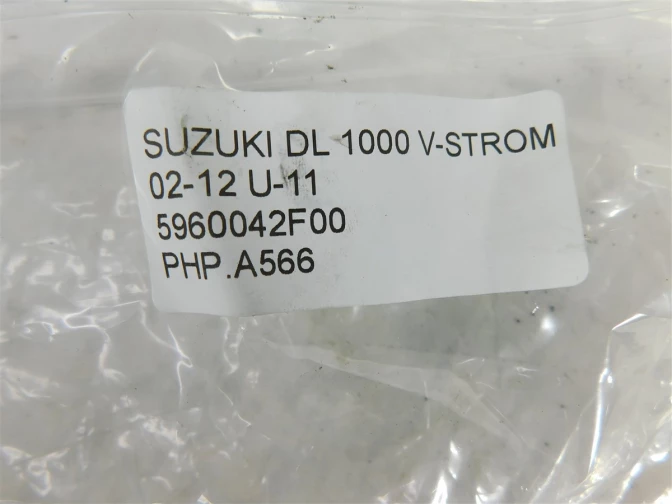 SUZUKI DL 1000 V-STROM
02-12 U-11
5960042F00
PHP.A566